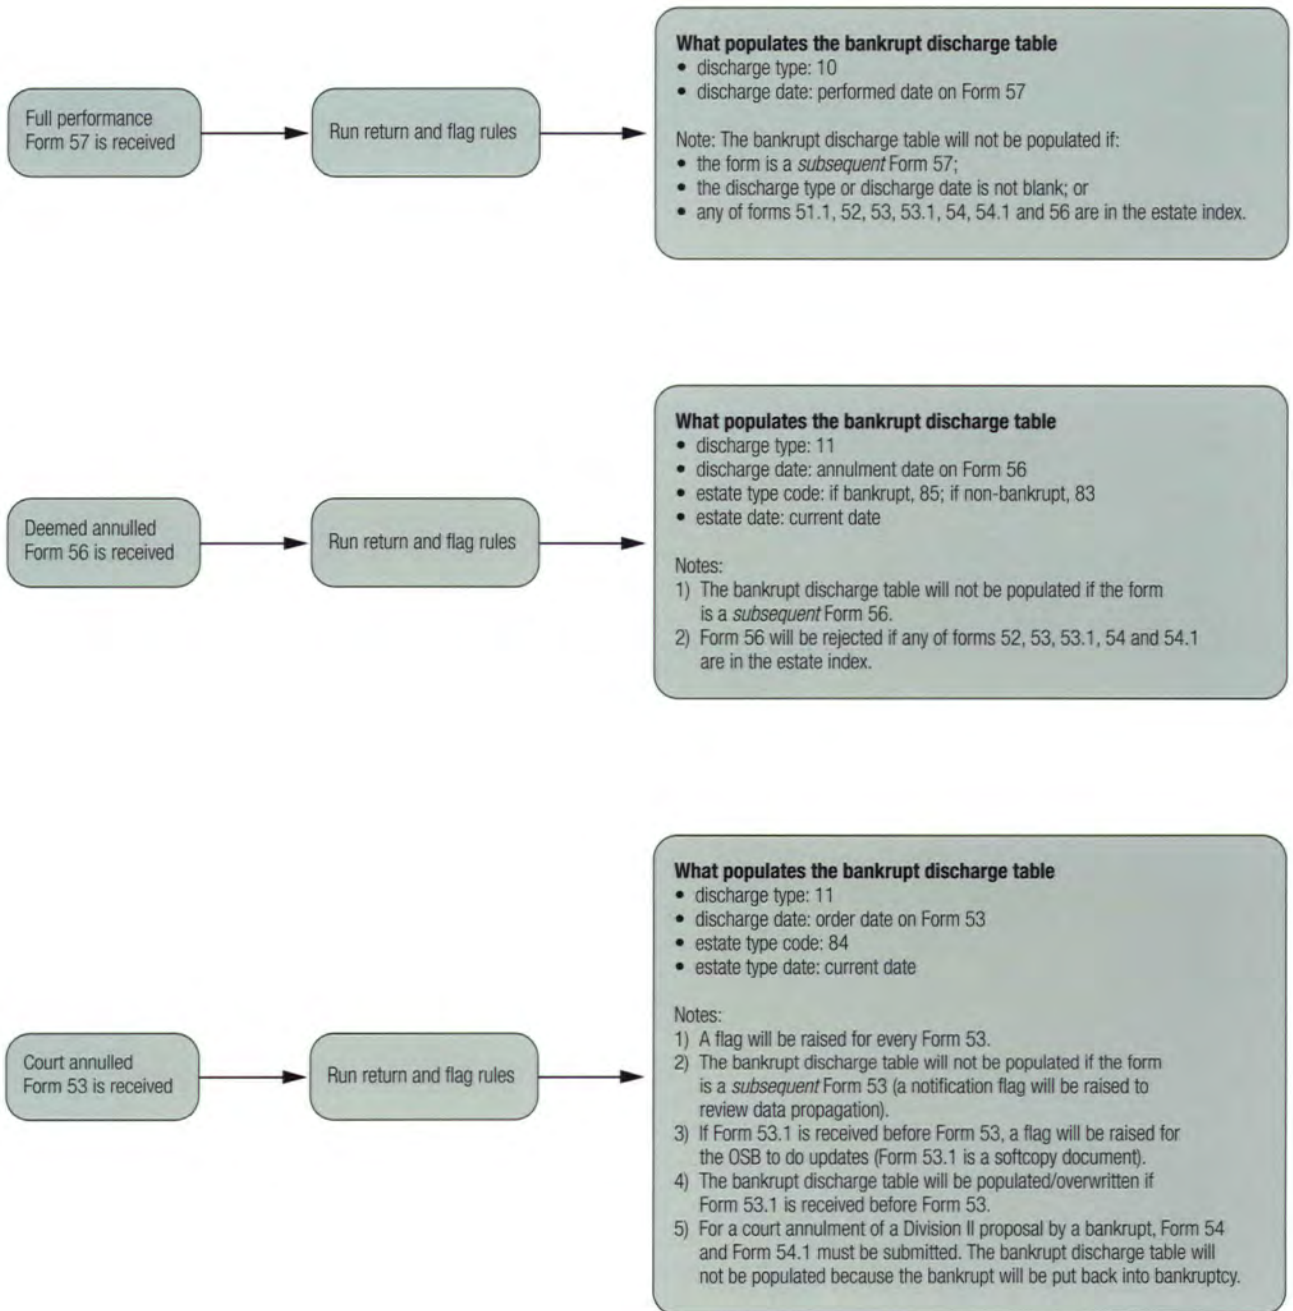 Full performance
Form 57 is received
Run return and flag rules
What populates the bankrupt discharge table
• discharge type: 10
• discharge date: performed date on Form 57
Note: The bankrupt discharge table will not be populated if:
• the form is a subsequent Form 57;
• the discharge type or discharge date is not blank; or
• any of forms 51.1, 52, 53, 53.1, 54, 54.1 and 56 are in the estate index.
Deemed annulled
Form 56 is received
Run return and flag rules
What populates the bankrupt discharge table
• discharge type: 11
• discharge date: annulment date on Form 56
• estate type code: if bankrupt, 85; if non-bankrupt, 83
• estate date: current date
Notes:
1) The bankrupt discharge table will not be populated if the form
is a subsequent Form 56.
2) Form 56 will be rejected if any of forms 52, 53, 53.1, 54 and 54.1
are in the estate index.
Court annulled
Form 53 is received
Run return and flag rules
What populates the bankrupt discharge table
• discharge type: 11
• discharge date: order date on Form 53
• estate type code: 84
• estate type date: current date
Notes:
1) A flag will be raised for every Form 53.
2) The bankrupt discharge table will not be populated if the form
is a subsequent Form 53 (a notification flag will be raised to
review data propagation).
3) If Form 53.1 is received before Form 53, a flag will be raised for
the OSB to do updates (Form 53.1 is a softcopy document).
4) The bankrupt discharge table will be populated/overwritten if
Form 53.1 is received before Form 53.
5) For a court annulment of a Division II proposal by a bankrupt, Form 54
and Form 54.1 must be submitted. The bankrupt discharge table will
not be populated because the bankrupt will be put back into bankruptcy.